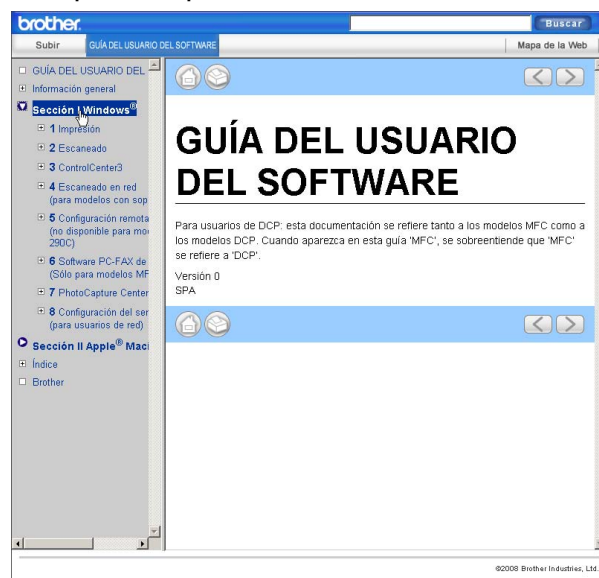 brother.
Buscar
Subir
GUÍA DEL USUARIO DEL SOFTWARE
Mapa de la Web
GUÍA DEL USUARIO DEL
Información general
Sección I Windows®
1 Impresión
2 Escaneado
3 ControlCenter3
4 Escaneado en red
(para modelos con sop
5 Configuración remota
(no disponible para mo
290C)
6 Software PC-FAX de
(Sólo para modelos MF
7 PhotoCapture Center
8 Configuración del ser
(para usuarios de red)
Sección II Apple® Maci
Índice
Brother
GUÍA DEL USUARIO
DEL SOFTWARE
Para usuarios de DCP: esta documentación se refiere tanto a los modelos MFC como a
los modelos DCP. Cuando aparezca en esta guía 'MFC', se sobreentiende que 'MFC'
se refiere a 'DCP'.
Versión 0
SPA
©2008 Brother Industries, Ltd.